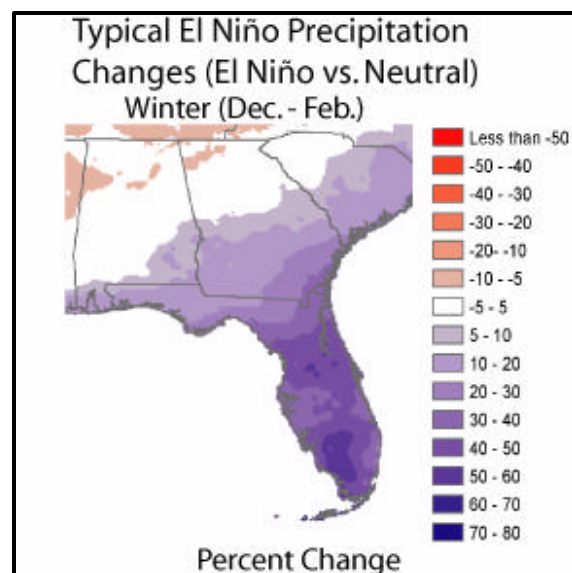 Typical El Niño Precipitation
Changes (El Niño vs. Neutral)
Winter (Dec. - Feb.)
Less than -50
-50 - -40
-40 - -30
-30 - -20
-20- -10
-10 - -5
-5 - 5
5 - 10
10 - 20
20 - 30
30 - 40
40 - 50
50 - 60
60 - 70
70 - 80
Percent Change